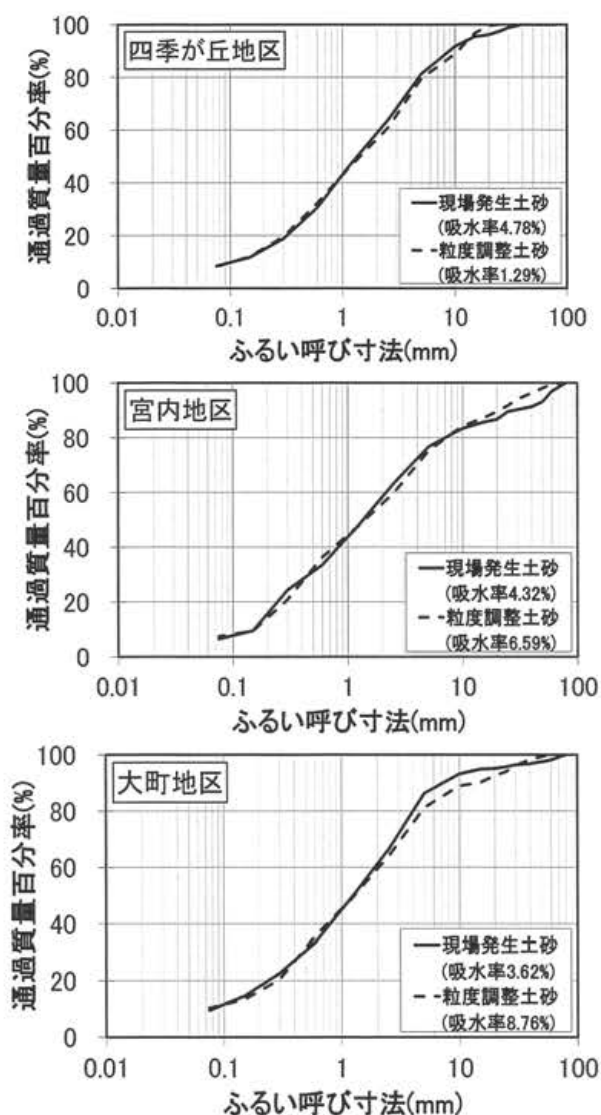 四季が丘地区
通過質量百分率(%)
100
80
60
40
20
0
現場発生土砂
(吸水率4.78%)
粒度調整土砂
(吸水率1.29%)
0.01
0.1
1
10
100
ふるい呼び寸法(mm)
宮内地区
通過質量百分率(%)
100
80
60
40
20
0
現場発生土砂
(吸水率4.32%)
粒度調整土砂
(吸水率6.59%)
0.01
0.1
1
10
100
ふるい呼び寸法(mm)
大町地区
通過質量百分率(%)
100
80
60
40
20
0
現場発生土砂
(吸水率3.62%)
粒度調整土砂
(吸水率8.76%)
0.01
0.1
1
10
100
ふるい呼び寸法(mm)